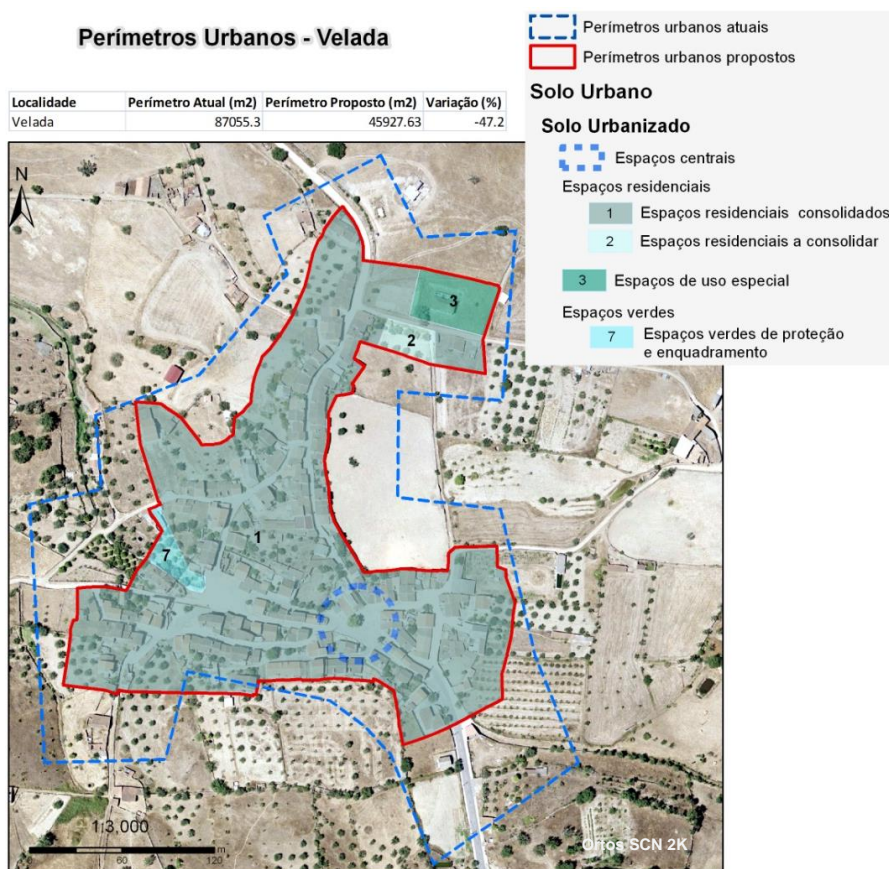 Perímetros Urbanos - Velada
Localidade Perímetro Atual (m2) Perímetro Proposto (m2) Variação (%)
Velada 87055.3 45927.63 -47.2
Perímetros urbanos atuais
Perímetros urbanos propostos
Solo Urbano
Solo Urbanizado
Espaços centrais
Espaços residenciais
1 Espaços residenciais consolidados
2 Espaços residenciais a consolidar
3 Espaços de uso especial
Espaços verdes
7 Espaços verdes de proteção
e enquadramento
N
3
2
1
7
1:3,000
m
0 60 120
Ortos SCN 2K